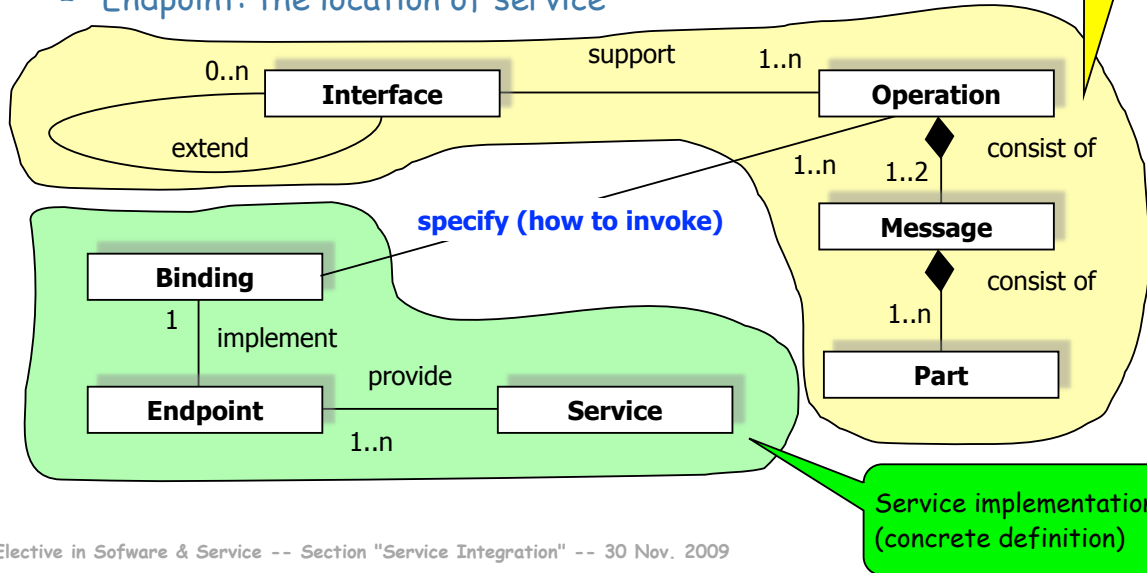 - Endpoint: the location of service
support
0..n
1..n
Interface
Operation
extend
consist of
1..n
1..2
specify (how to invoke)
Message
Binding
consist of
1
implement
1..n
provide
Part
Endpoint
Service
1..n
Service implementation
(concrete definition)
Elective in Sofware & Service -- Section "Service Integration" -- 30 Nov. 2009